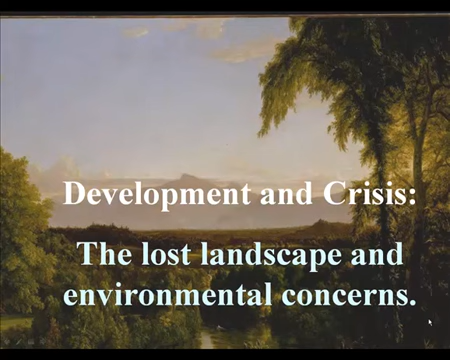 Development and Crisis:
The lost landscape and
environmental concerns.